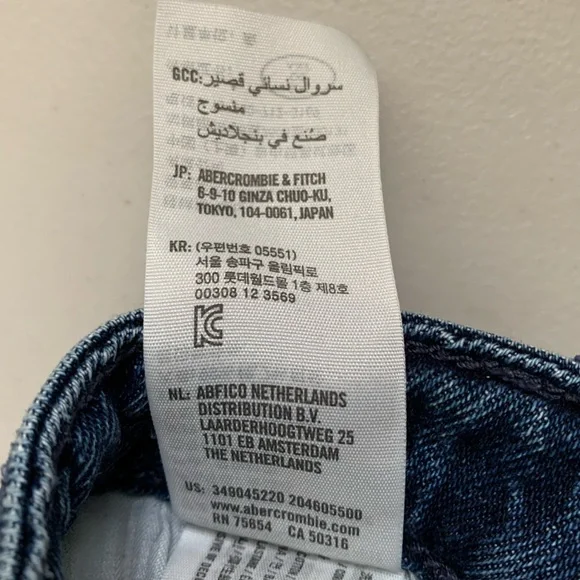 GCC: سروال نسائي قصير
منسوج
صُنع في بنجلاديش
JP: ABERCROMBIE & FITCH
6-9-10 GINZA CHUO-KU,
TOKYO, 104-0061, JAPAN
KR: (우편번호 05551)
서울 송파구 올림픽로
300 롯데월드몰 1층 제8호
00308 12 3569
NL: ABFICO NETHERLANDS
DISTRIBUTION B.V.
LAARDERHOOGTWEG 25
1101 EB AMSTERDAM
THE NETHERLANDS
US: 349045220 204605500
www.abercrombie.com
RN 75654 CA 50316